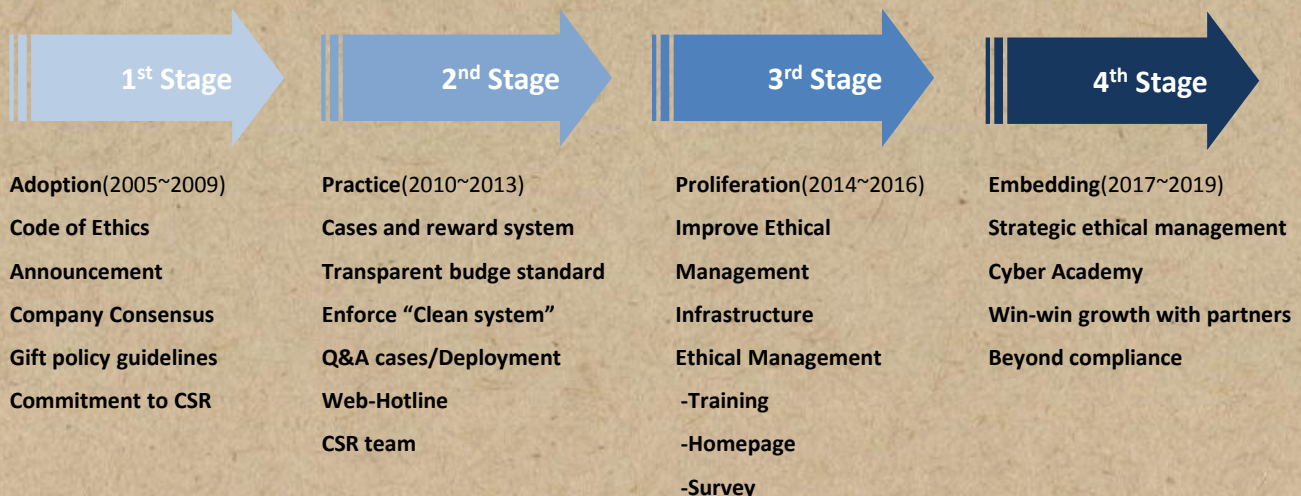 1st Stage
Adoption(2005~2009)
Code of Ethics
Announcement
Company Consensus
Gift policy guidelines
Commitment to CSR
2nd Stage
Practice(2010~2013)
Cases and reward system
Transparent budge standard
Enforce “Clean system”
Q&A cases/Deployment
Web-Hotline
CSR team
3rd Stage
Proliferation(2014~2016)
Improve Ethical
Management
Infrastructure
Ethical Management
-Training
-Homepage
-Survey
4th Stage
Embedding(2017~2019)
Strategic ethical management
Cyber Academy
Win-win growth with partners
Beyond compliance